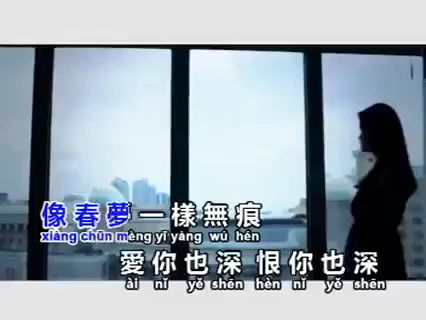 像春夢一樣無痕
xiàng chūn mèng yī yàng wú hén
愛你也深 恨你也深
ài nǐ yě shēn hèn nǐ yě shēn